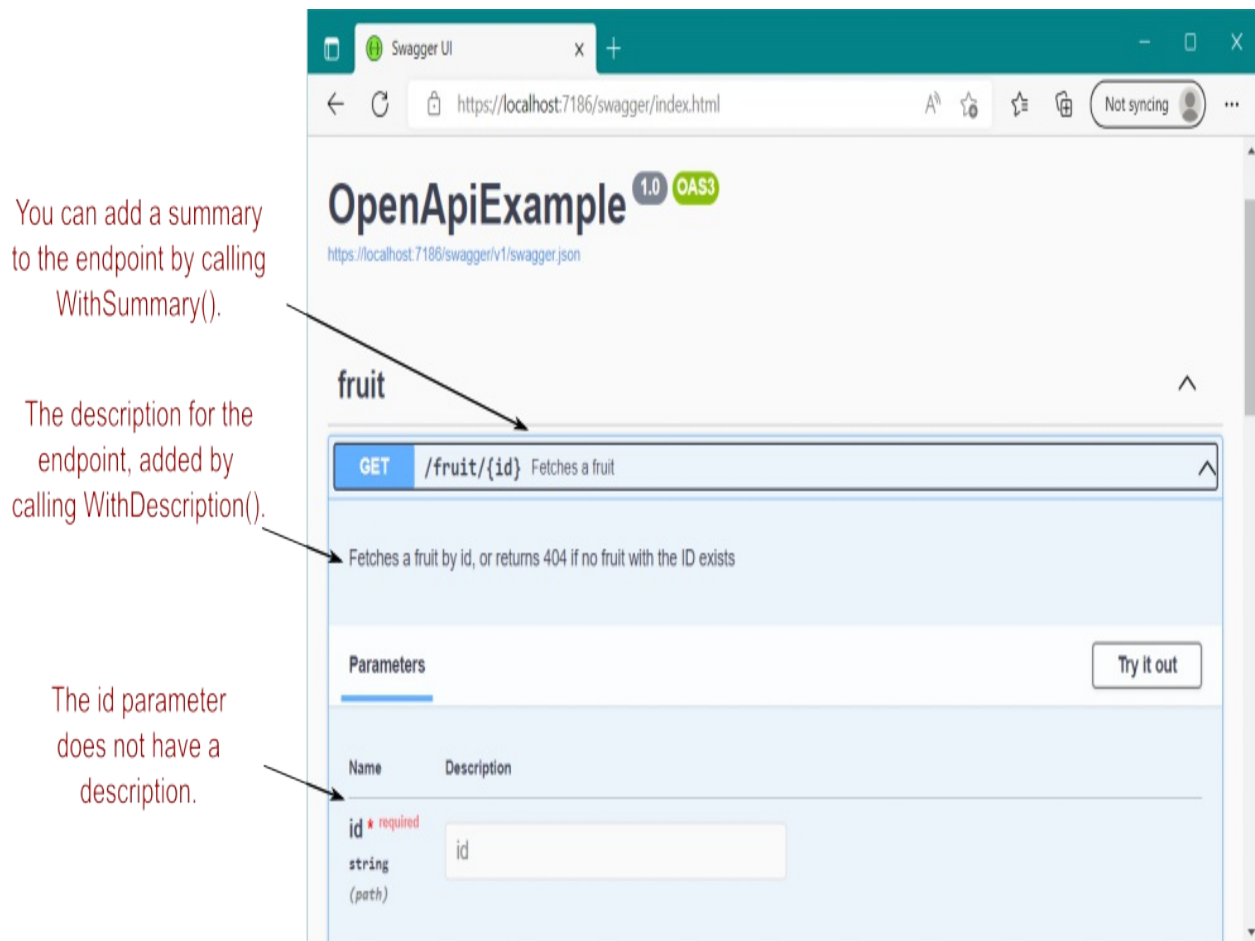 Swagger UI
https://localhost:7186/swagger/index.html
Not syncing
You can add a summary
to the endpoint by calling
WithSummary().
OpenApiExample 1.0 OAS3
https://localhost:7186/swagger/v1/swagger.json
fruit
The description for the
endpoint, added by
calling WithDescription().
GET /fruit/{id} Fetches a fruit
Fetches a fruit by id, or returns 404 if no fruit with the ID exists
Parameters
Try it out
The id parameter
does not have a
description.
Name Description
id * required
string
(path)
id